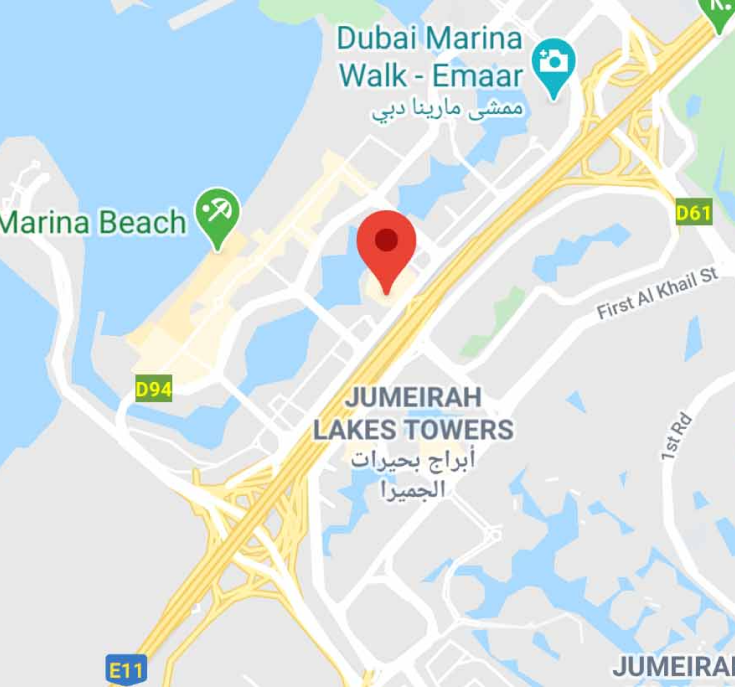 K.
Dubai Marina
Walk - Emaar
ممشى مارينا دبي
Marina Beach
D61
First Al Khail St
D94
JUMEIRAH
LAKES TOWERS
أبراج بحيرات
الجميرا
1st Rd
E11
JUMEIRA